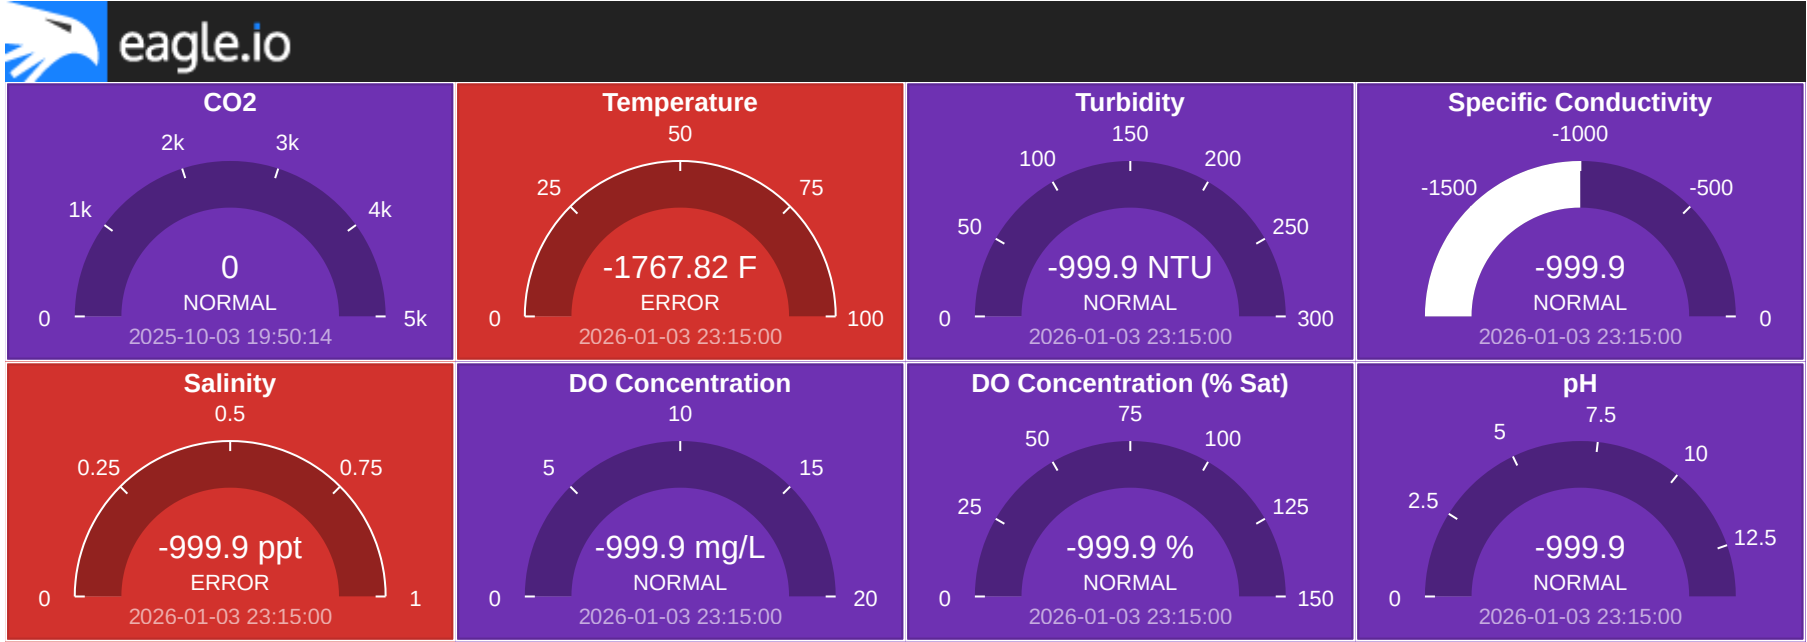 eagle.io
CO2
0
1k
2k
3k
4k
5k
0
NORMAL
2025-10-03 19:50:14
Temperature
0
25
50
75
100
-1767.82 F
ERROR
2026-01-03 23:15:00
Turbidity
0
50
100
150
200
250
300
-999.9 NTU
NORMAL
2026-01-03 23:15:00
Specific Conductivity
-1500
-1000
-500
0
-999.9
NORMAL
2026-01-03 23:15:00
Salinity
0
0.25
0.5
0.75
1
-999.9 ppt
ERROR
2026-01-03 23:15:00
DO Concentration
0
5
10
15
20
-999.9 mg/L
NORMAL
2026-01-03 23:15:00
DO Concentration (% Sat)
0
25
50
75
100
125
150
-999.9 %
NORMAL
2026-01-03 23:15:00
pH
0
2.5
5
7.5
10
12.5
-999.9
NORMAL
2026-01-03 23:15:00